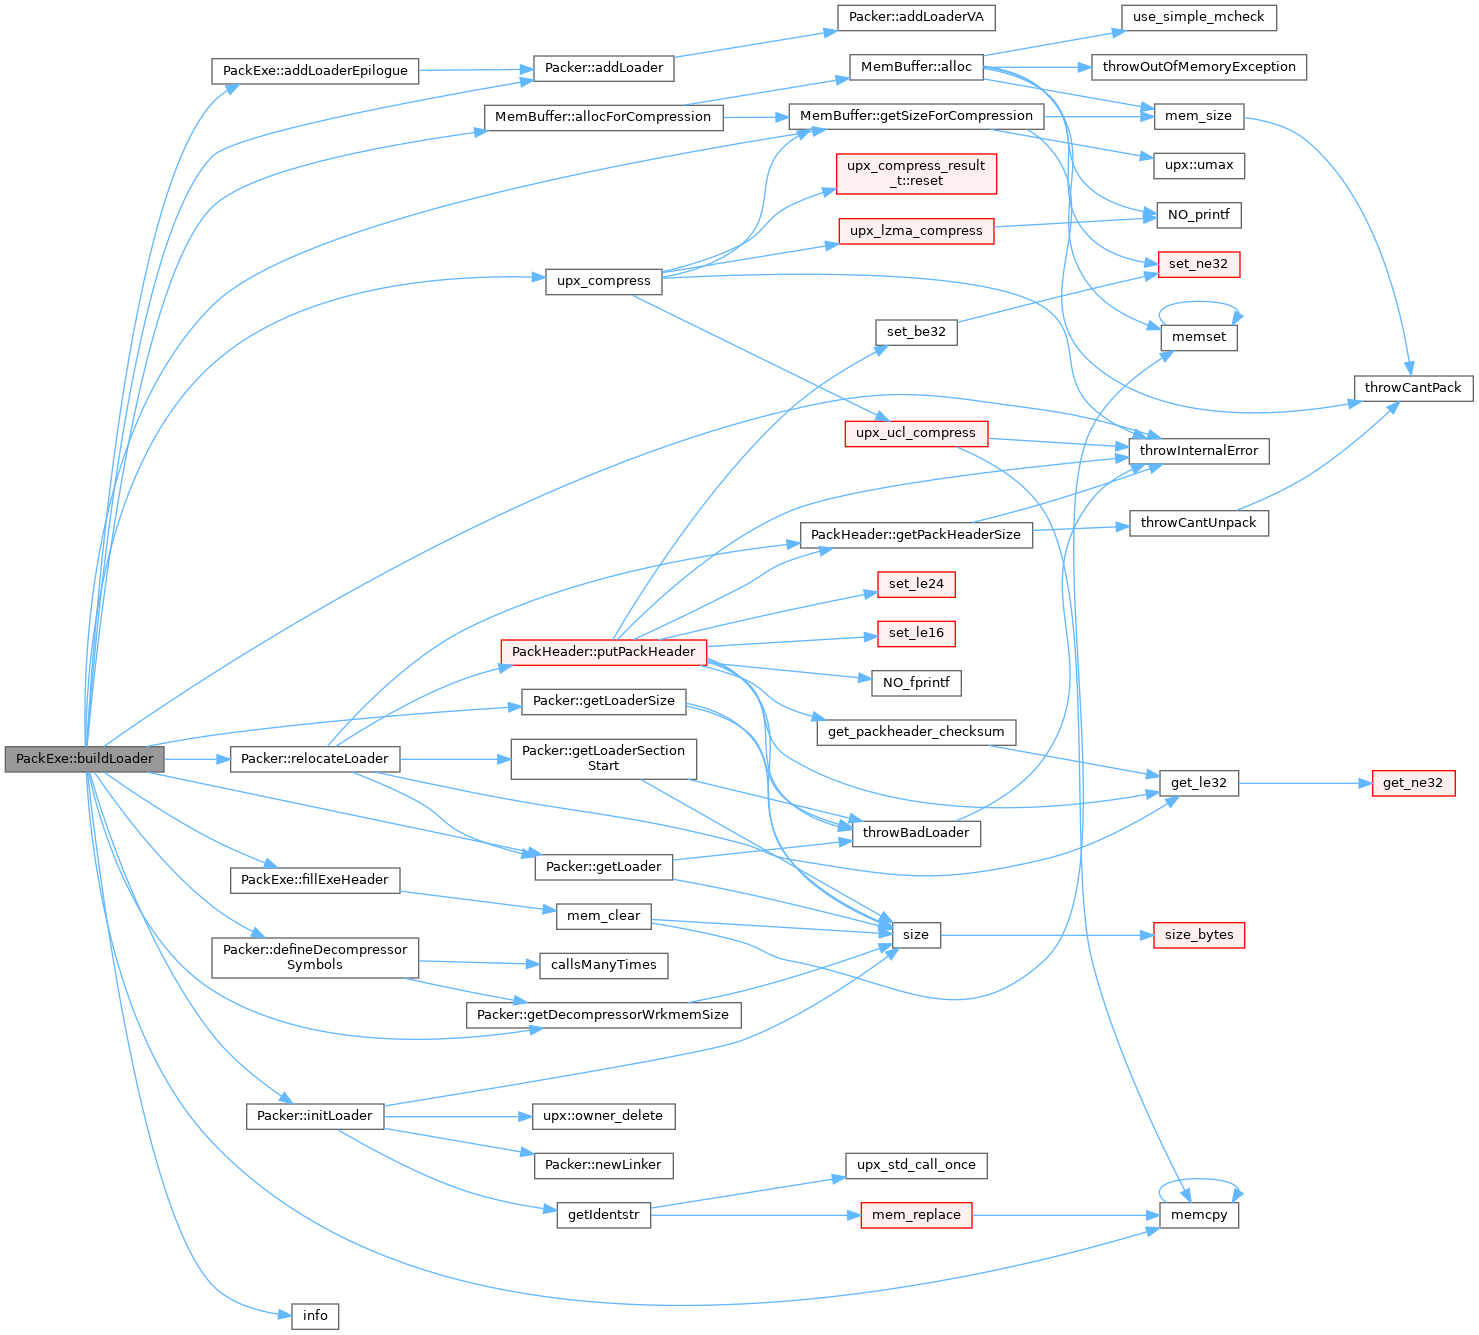 Packer::addLoaderVA
use_simple_mcheck
PackExe::addLoaderEpilogue
Packer::addLoader
MemBuffer::alloc
throwOutOfMemoryException
MemBuffer::allocForCompression
MemBuffer::getSizeForCompression
mem_size
upx_compress_result
_t::reset
upx::umax
upx_lzma_compress
NO_printf
upx_compress
set_ne32
set_be32
memset
throwCantPack
upx_ucl_compress
throwInternalError
PackHeader::getPackHeaderSize
throwCantUnpack
set_le24
set_le16
PackHeader::putPackHeader
NO_fprintf
Packer::getLoaderSize
get_packheader_checksum
PackExe::buildLoader
Packer::relocateLoader
Packer::getLoaderSection
Start
get_le32
get_ne32
throwBadLoader
Packer::getLoader
PackExe::fillExeHeader
mem_clear
size
size_bytes
Packer::defineDecompressor
Symbols
callsManyTimes
Packer::getDecompressorWrkmemSize
Packer::initLoader
upx::owner_delete
Packer::newLinker
upx_std_call_once
getIdentstr
mem_replace
memcpy
info